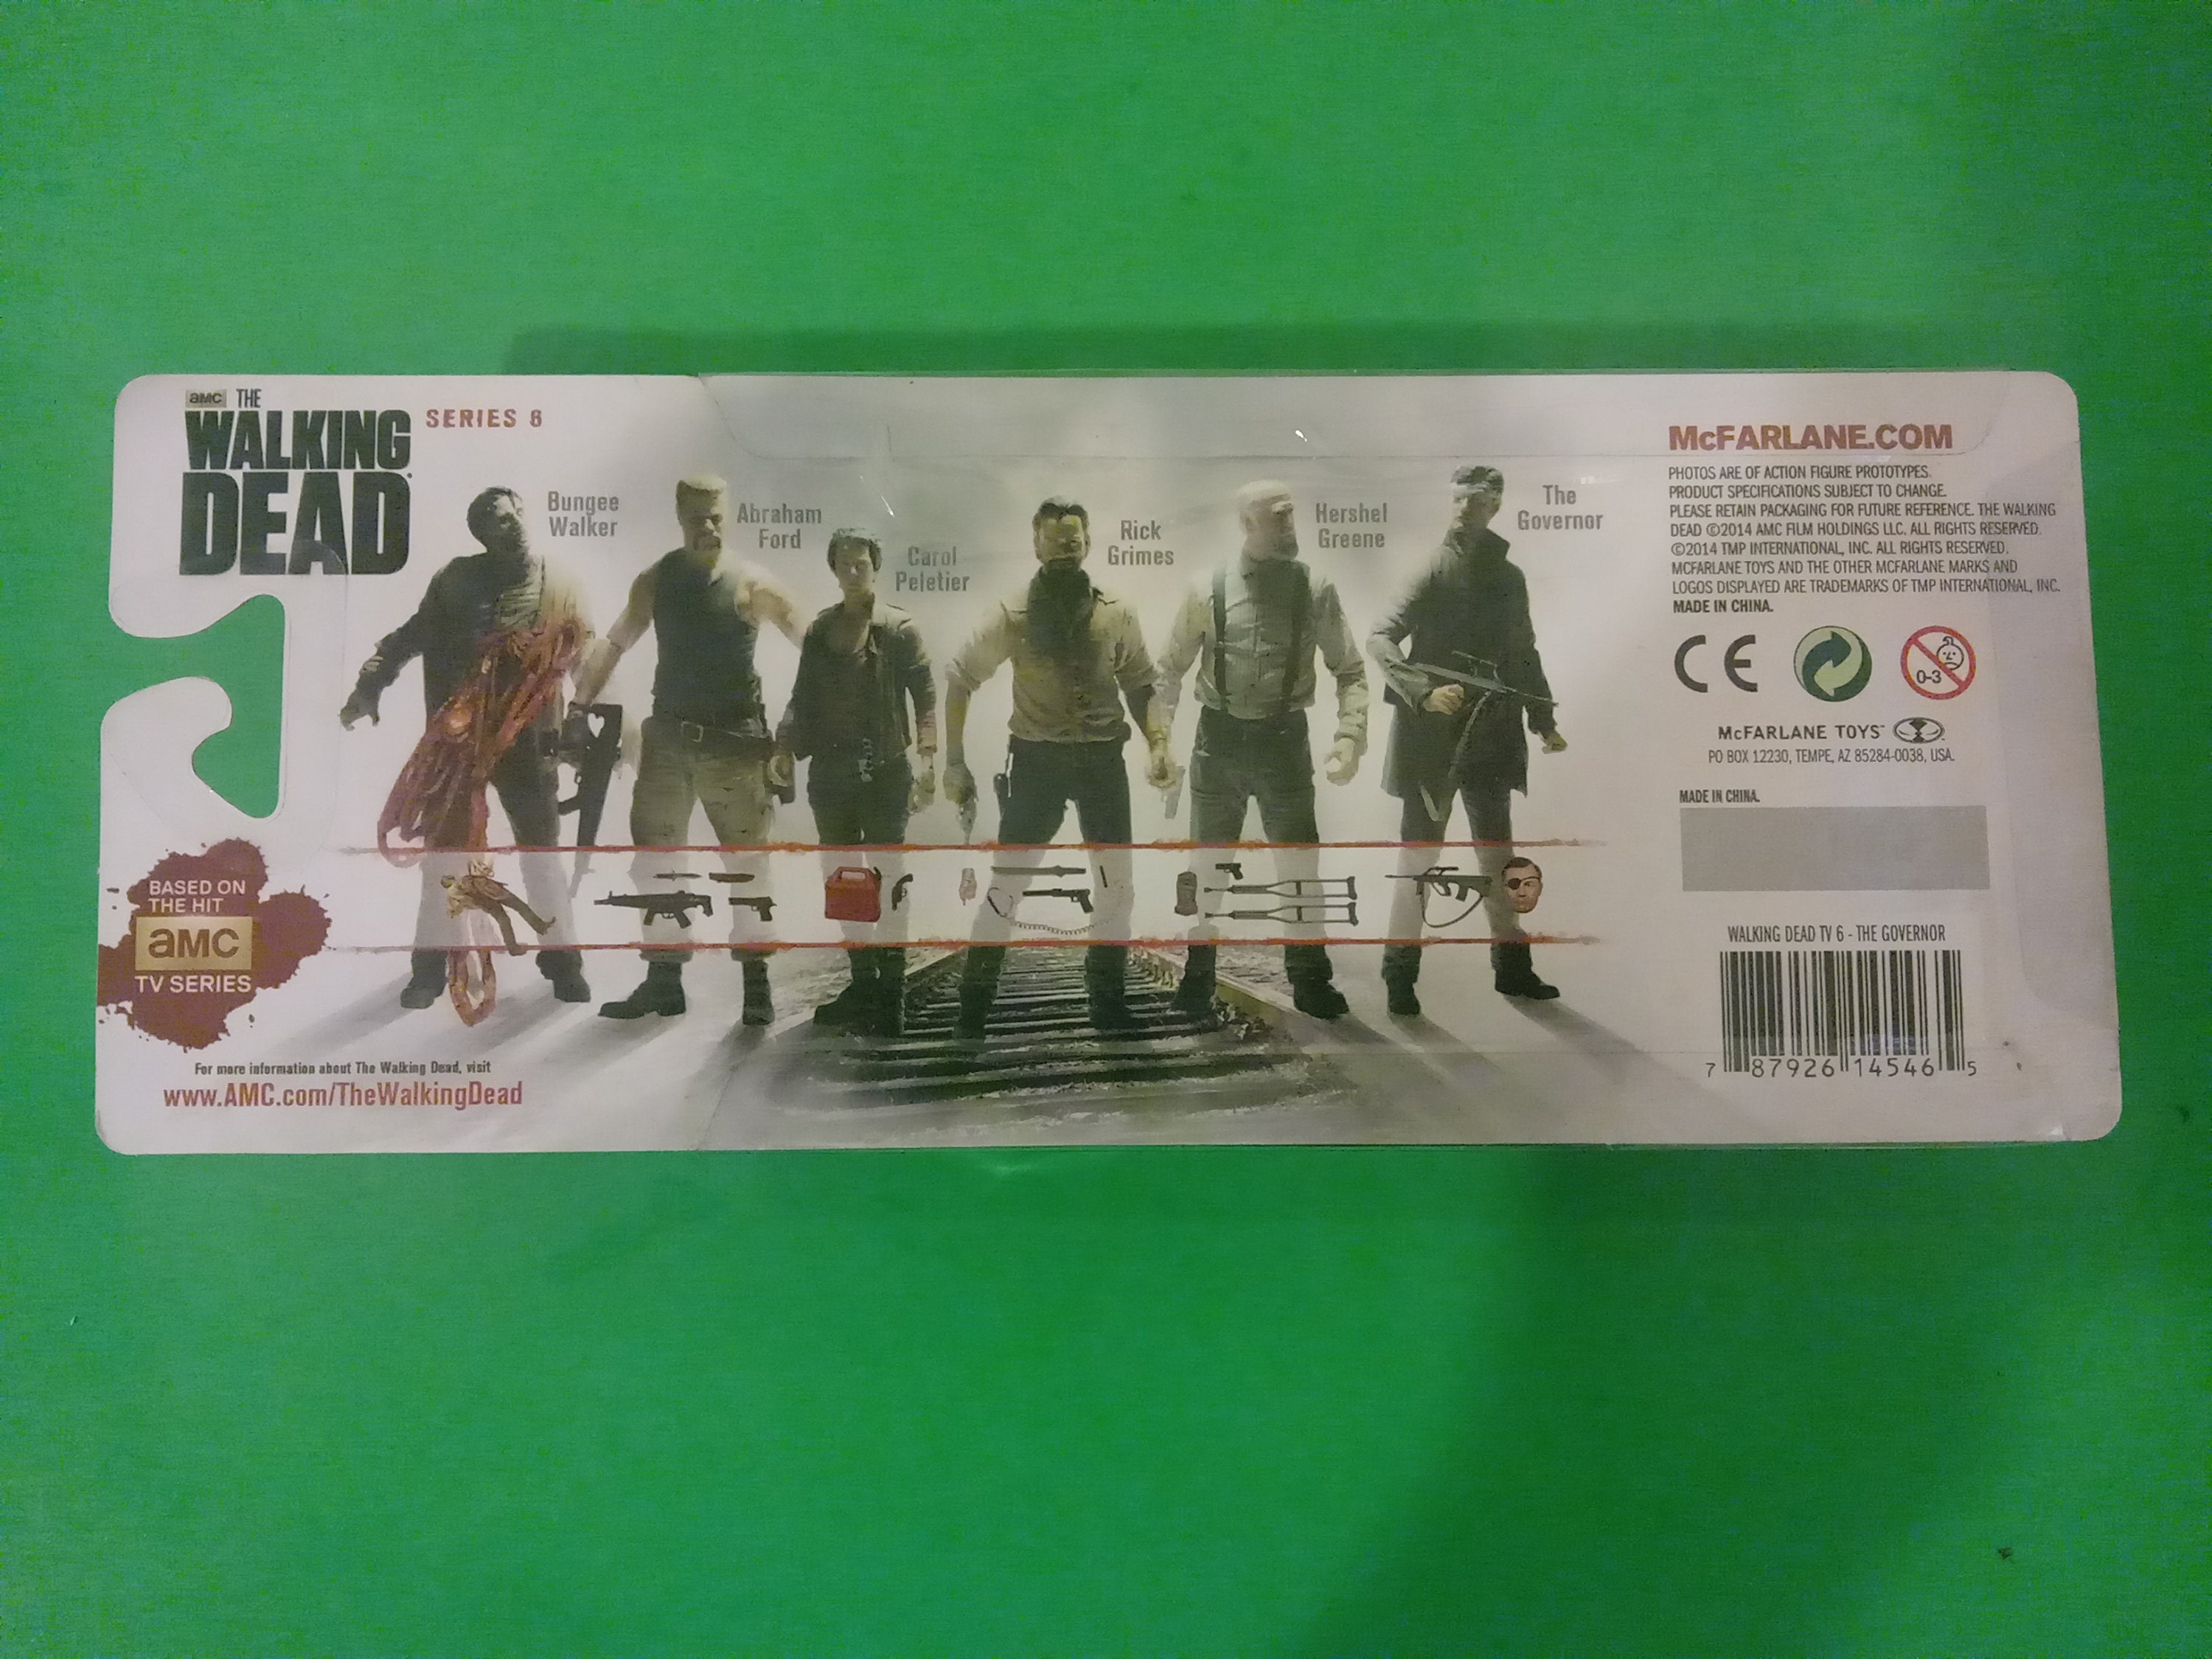 aMC THE
WALKING
DEAD
SERIES 6
Bungee
Walker
Abraham
Ford
Carol
Peletier
Rick
Grimes
Hershel
Greene
The
Governor
BASED ON
THE HIT
aMC
TV SERIES
For more information about The Walking Dead, visit
www.AMC.com/TheWalkingDead
McFARLANE.COM
PHOTOS ARE OF ACTION FIGURE PROTOTYPES.
PRODUCT SPECIFICATIONS SUBJECT TO CHANGE.
PLEASE RETAIN PACKAGING FOR FUTURE REFERENCE. THE WALKING
DEAD ©2014 AMC FILM HOLDINGS LLC. ALL RIGHTS RESERVED.
©2014 TMP INTERNATIONAL, INC. ALL RIGHTS RESERVED.
MCFARLANE TOYS AND THE OTHER MCFARLANE MARKS AND
LOGOS DISPLAYED ARE TRADEMARKS OF TMP INTERNATIONAL, INC.
MADE IN CHINA.
CE
0-3
McFARLANE TOYS™
PO BOX 12230, TEMPE, AZ 85284-0038, USA.
MADE IN CHINA.
WALKING DEAD TV 6 - THE GOVERNOR
7 87926 14546 5